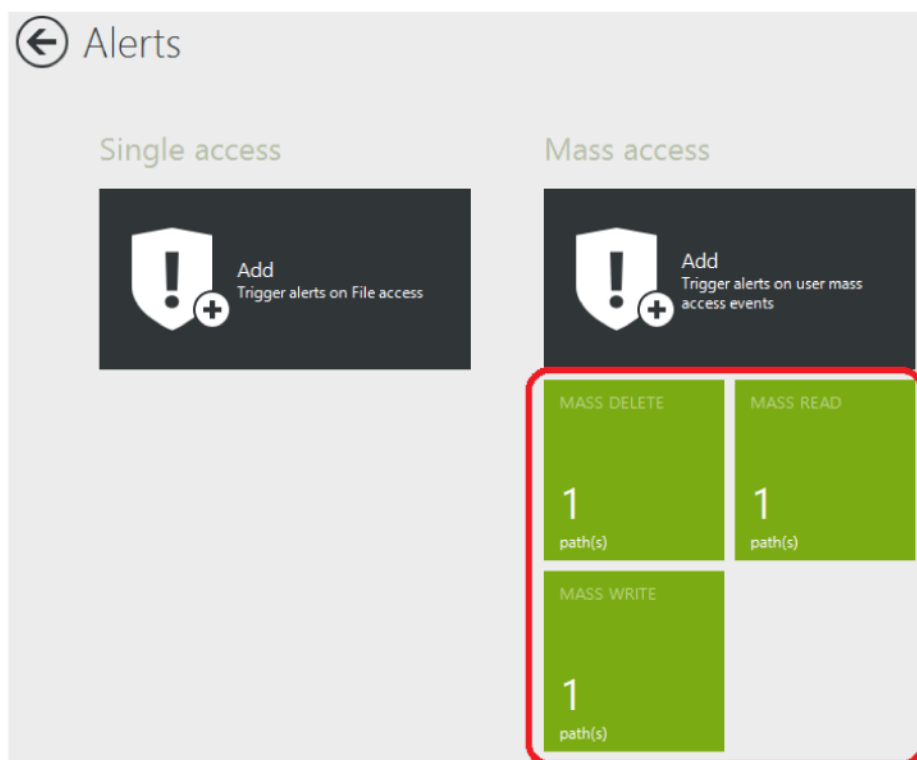 Alerts
Single access
Add
Trigger alerts on File access
Mass access
Add
Trigger alerts on user mass
access events
MASS DELETE
1
path(s)
MASS READ
1
path(s)
MASS WRITE
1
path(s)